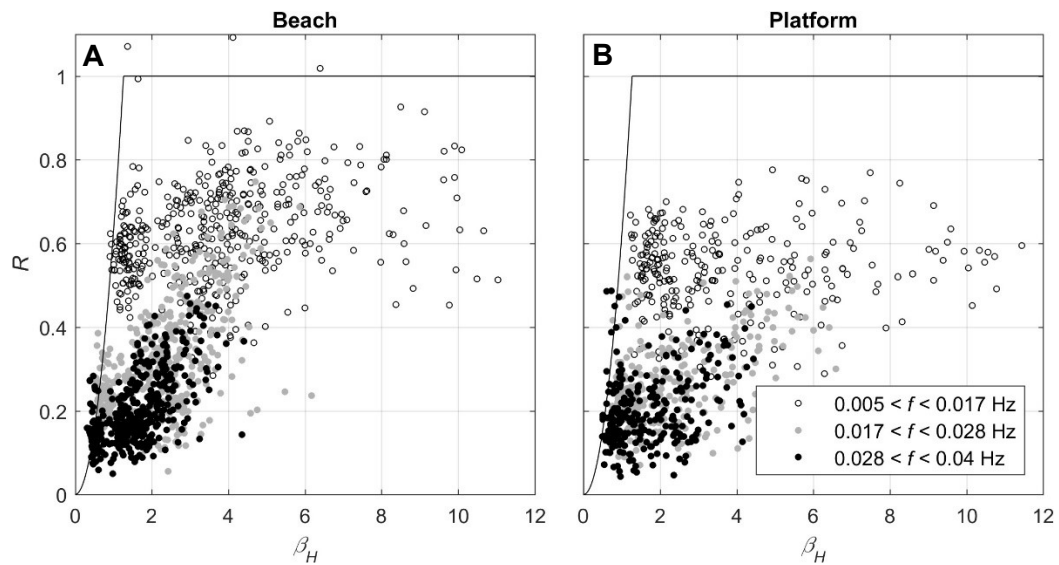 Beach
Platform
A
B
R
1
0.8
0.6
0.4
0.2
0
0 2 4 6 8 10 12
0 2 4 6 8 10 12
β_H
β_H
0.005 < f < 0.017 Hz
0.017 < f < 0.028 Hz
0.028 < f < 0.04 Hz